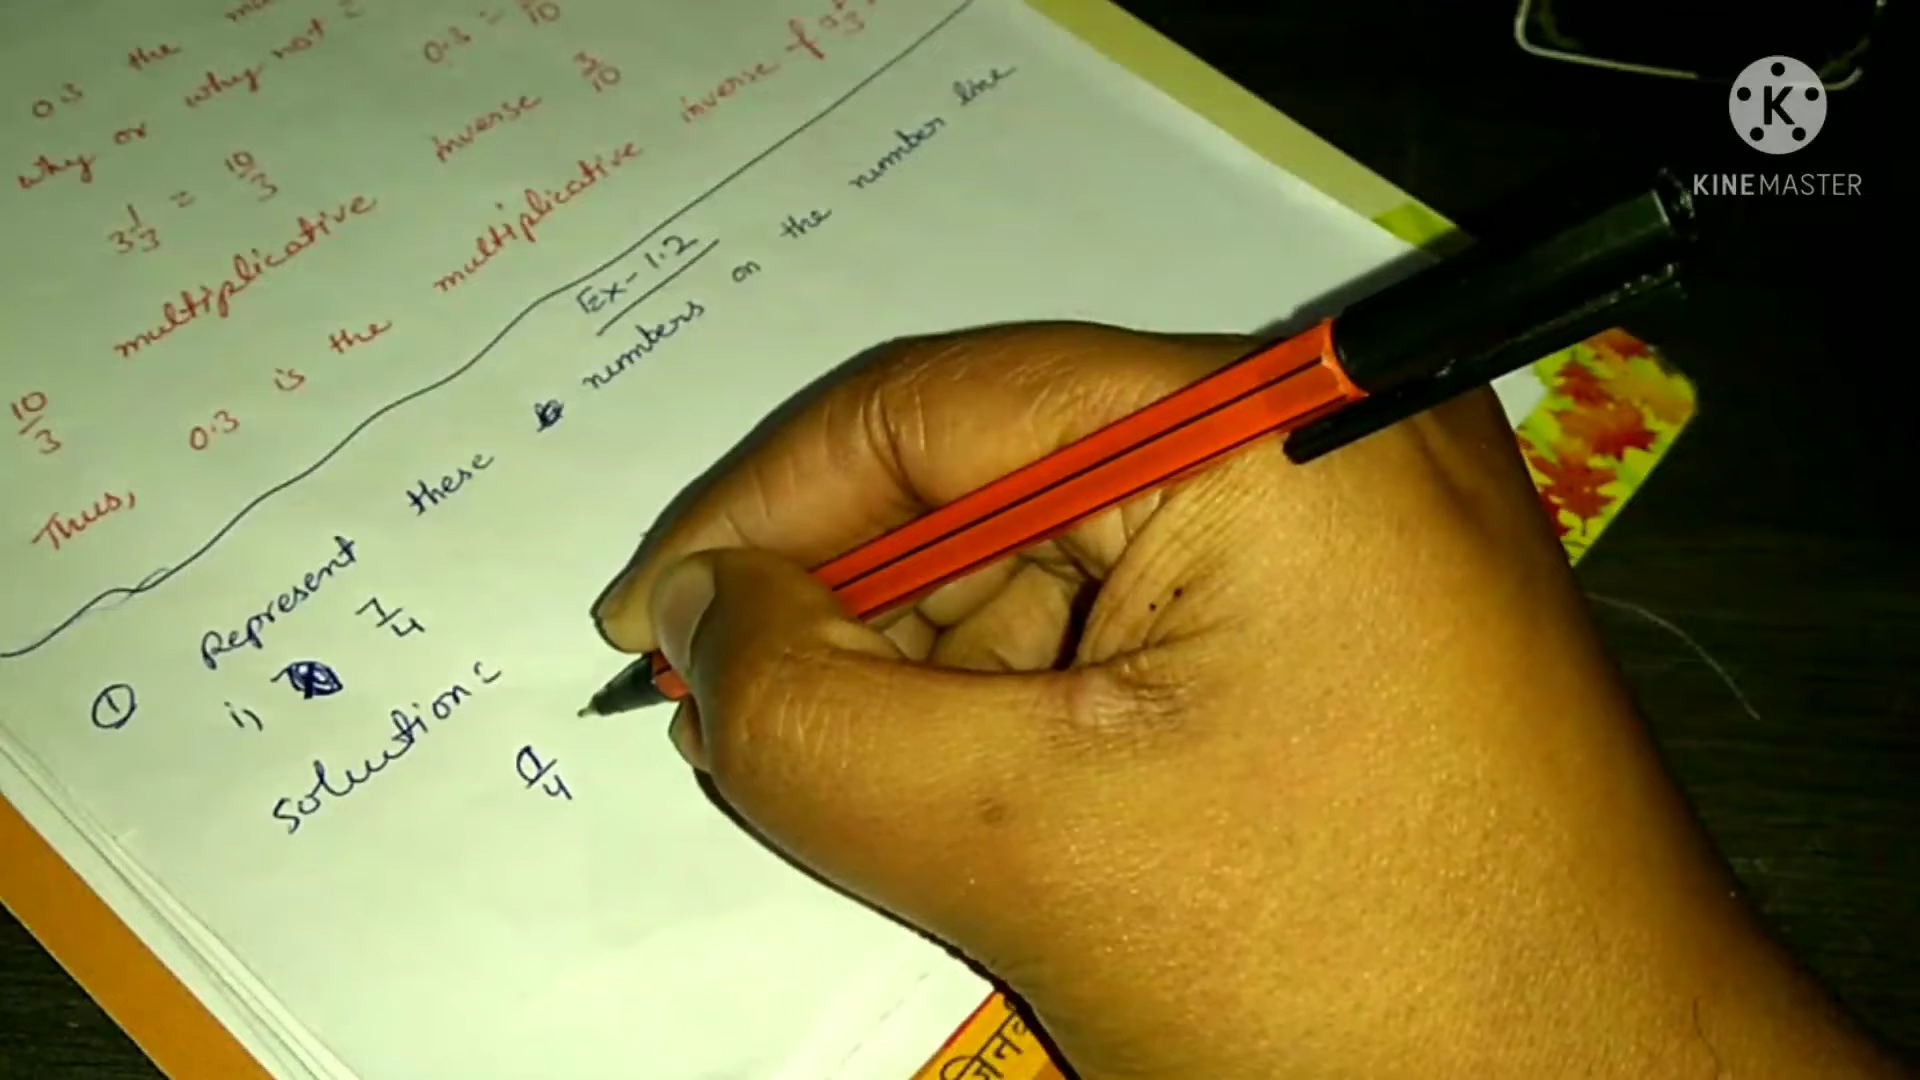 0.3 the
why or why not = 0.3 = 10
3 1/3 = 10/3 inverse 3/10
10/3 multiplicative
Thus, 0.3 is the multiplicative inverse of 3 1/3.
Ex-1.2
① Represent these numbers on the number line
i, 7/4
Solution:
7/4
K
KINEMASTER